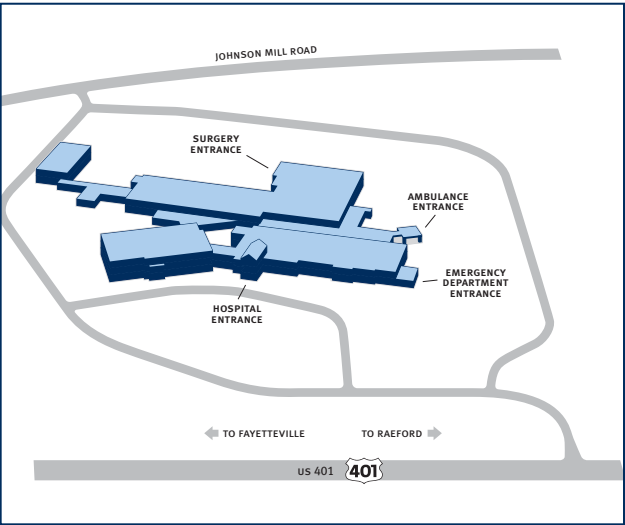 JOHNSON MILL ROAD
SURGERY
ENTRANCE
AMBULANCE
ENTRANCE
EMERGENCY
DEPARTMENT
ENTRANCE
HOSPITAL
ENTRANCE
TO FAYETTEVILLE
TO RAEFORD
US 401
401